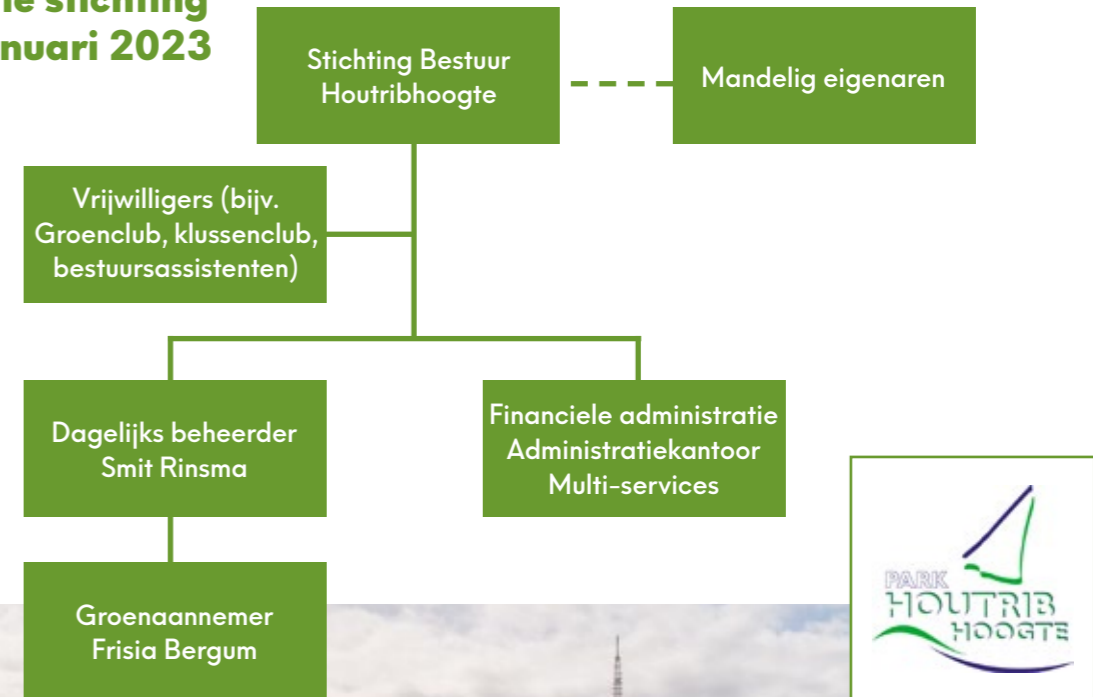 stichting
nuari 2023
Stichting Bestuur
Houtribhoogte
Mandelig eigenaren
Vrijwilligers (bijv.
Groenclub, klussenclub,
bestuursassistenten)
Dagelijks beheerder
Smit Rinsma
Financiele administratie
Administratiekantoor
Multi-services
Groenaannemer
Frisia Bergum
PARK
HOUTRIB
HOOGTE